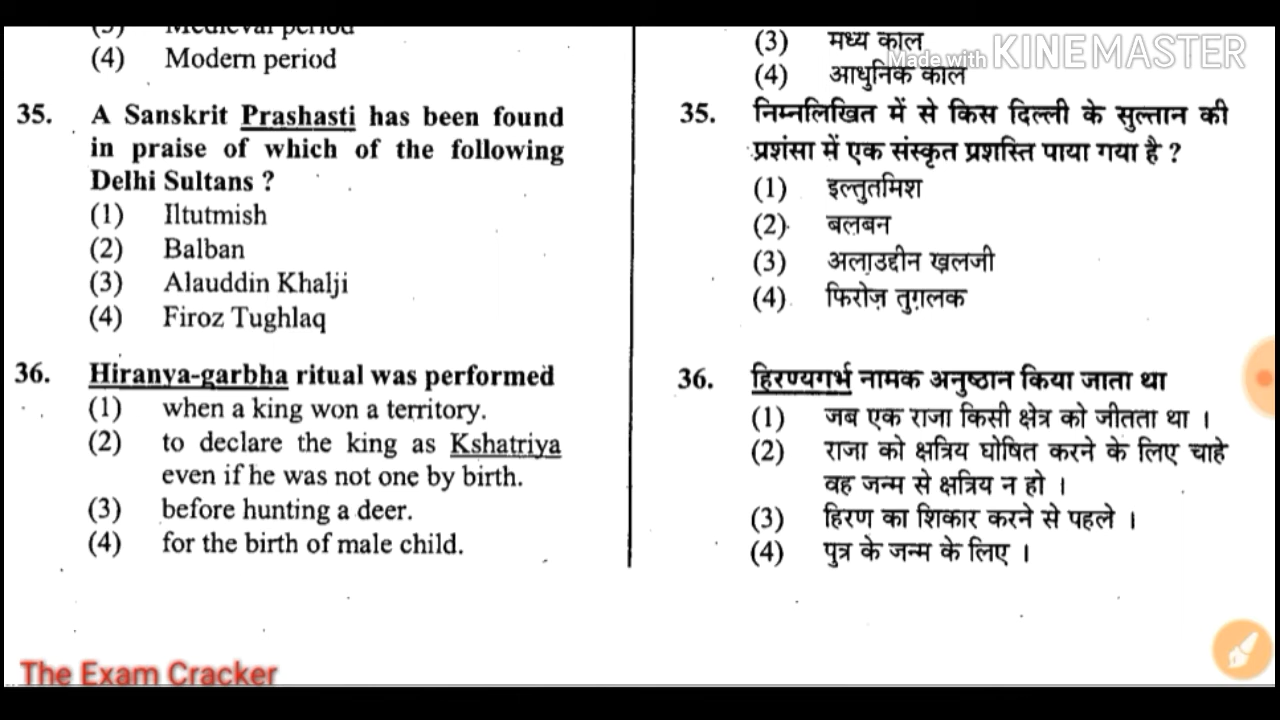 (3) Medieval period
(4) Modern period
35. A Sanskrit Prashasti has been found
in praise of which of the following
Delhi Sultans ?
(1) Iltutmish
(2) Balban
(3) Alauddin Khalji
(4) Firoz Tughlaq
36. Hiranya-garbha ritual was performed
(1) when a king won a territory.
(2) to declare the king as Kshatriya
even if he was not one by birth.
(3) before hunting a deer.
(4) for the birth of male child.
(3) मध्य काल
Made with KINEMASTER
(4) आधुनिक काल
35. निम्नलिखित में से किस दिल्ली के सुल्तान की
प्रशंसा में एक संस्कृत प्रशस्ति पाया गया है ?
(1) इल्तुतमिश
(2) बलबन
(3) अलाउद्दीन ख़लजी
(4) फिरोज़ तुग़लक
36. हिरण्यगर्भ नामक अनुष्ठान किया जाता था
(1) जब एक राजा किसी क्षेत्र को जीतता था ।
(2) राजा को क्षत्रिय घोषित करने के लिए चाहे
वह जन्म से क्षत्रिय न हो ।
(3) हिरण का शिकार करने से पहले ।
(4) पुत्र के जन्म के लिए ।
The Exam Cracker